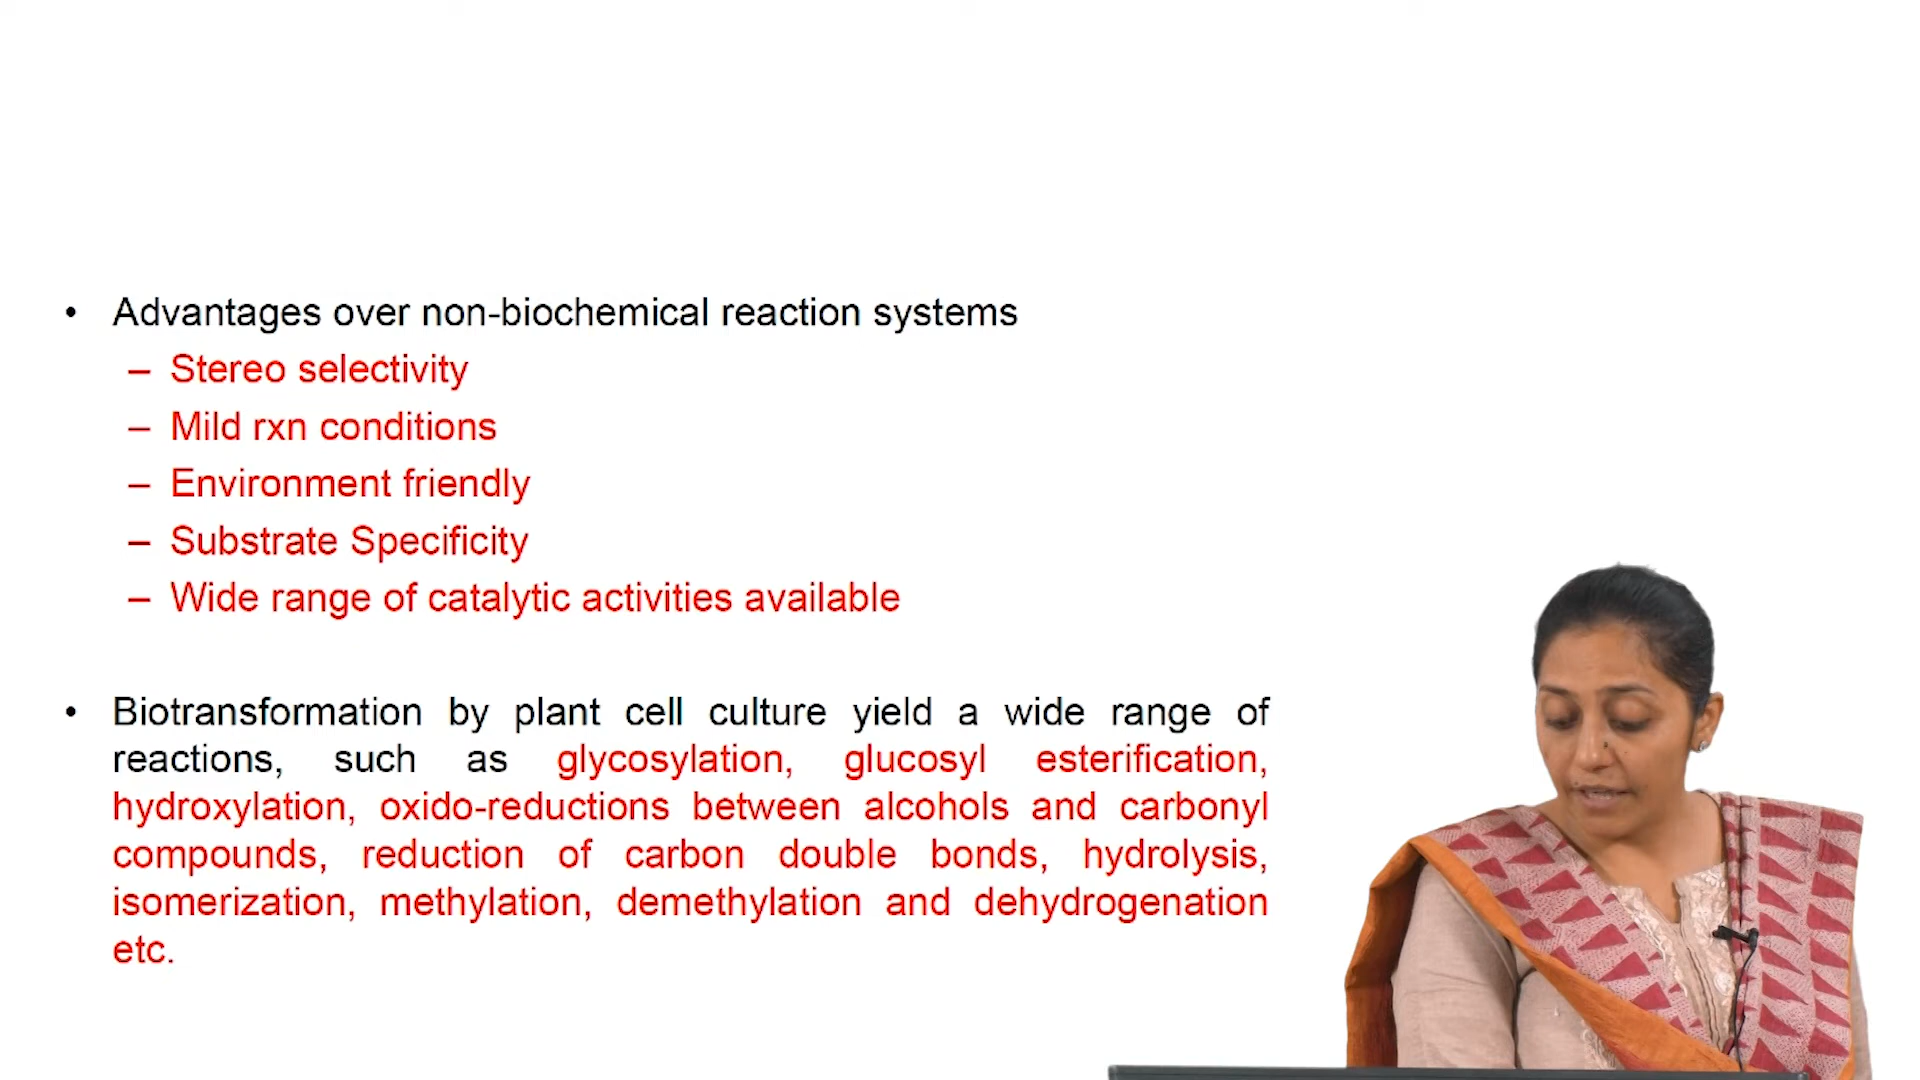 • Advantages over non-biochemical reaction systems
– Stereo selectivity
– Mild rxn conditions
– Environment friendly
– Substrate Specificity
– Wide range of catalytic activities available
• Biotransformation by plant cell culture yield a wide range of
reactions, such as glycosylation, glucosyl esterification,
hydroxylation, oxido-reductions between alcohols and carbonyl
compounds, reduction of carbon double bonds, hydrolysis,
isomerization, methylation, demethylation and dehydrogenation
etc.